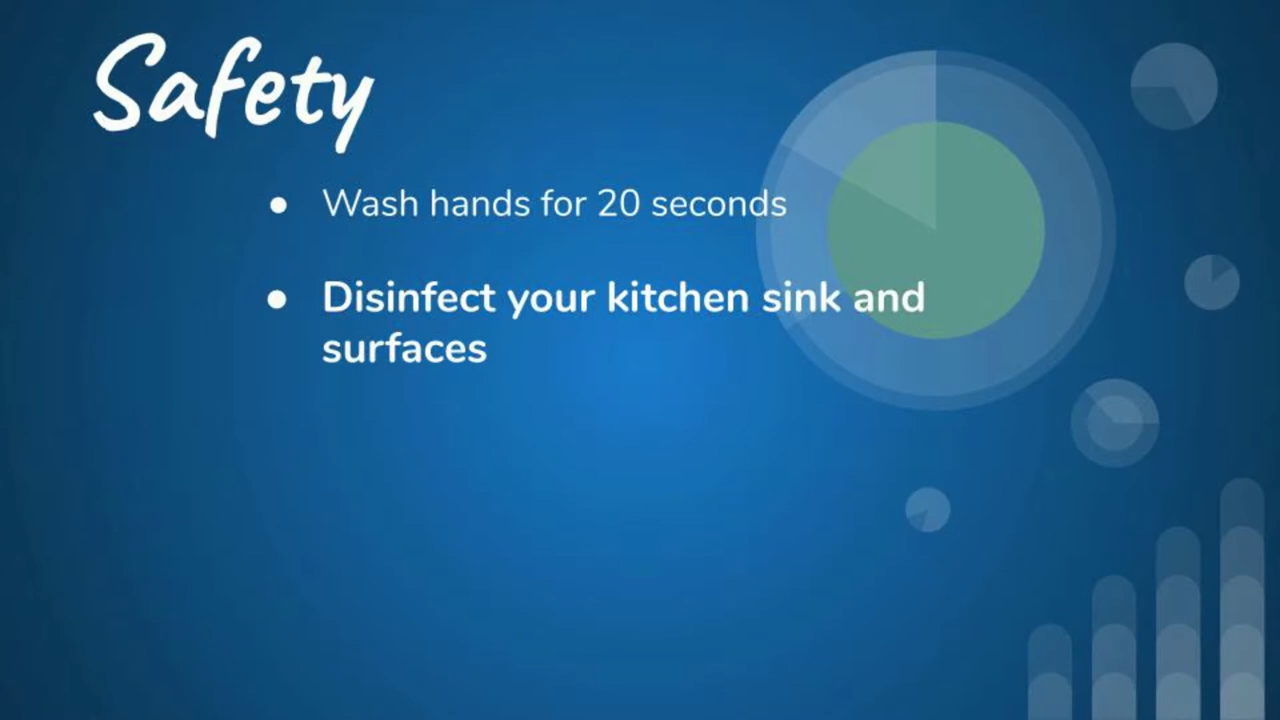 Safety
● Wash hands for 20 seconds
● Disinfect your kitchen sink and
surfaces